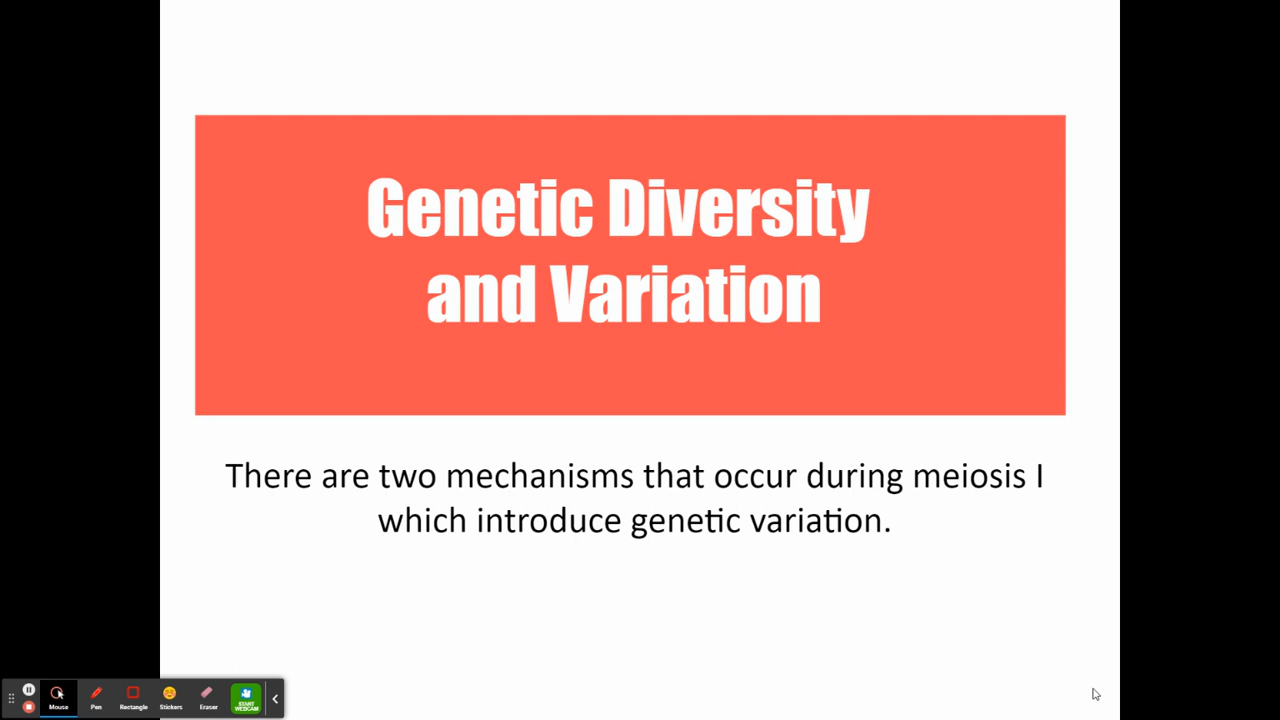 Genetic Diversity
and Variation
There are two mechanisms that occur during meiosis I
which introduce genetic variation.
Mouse Pen Rectangle Stickers Eraser START WEBCAM